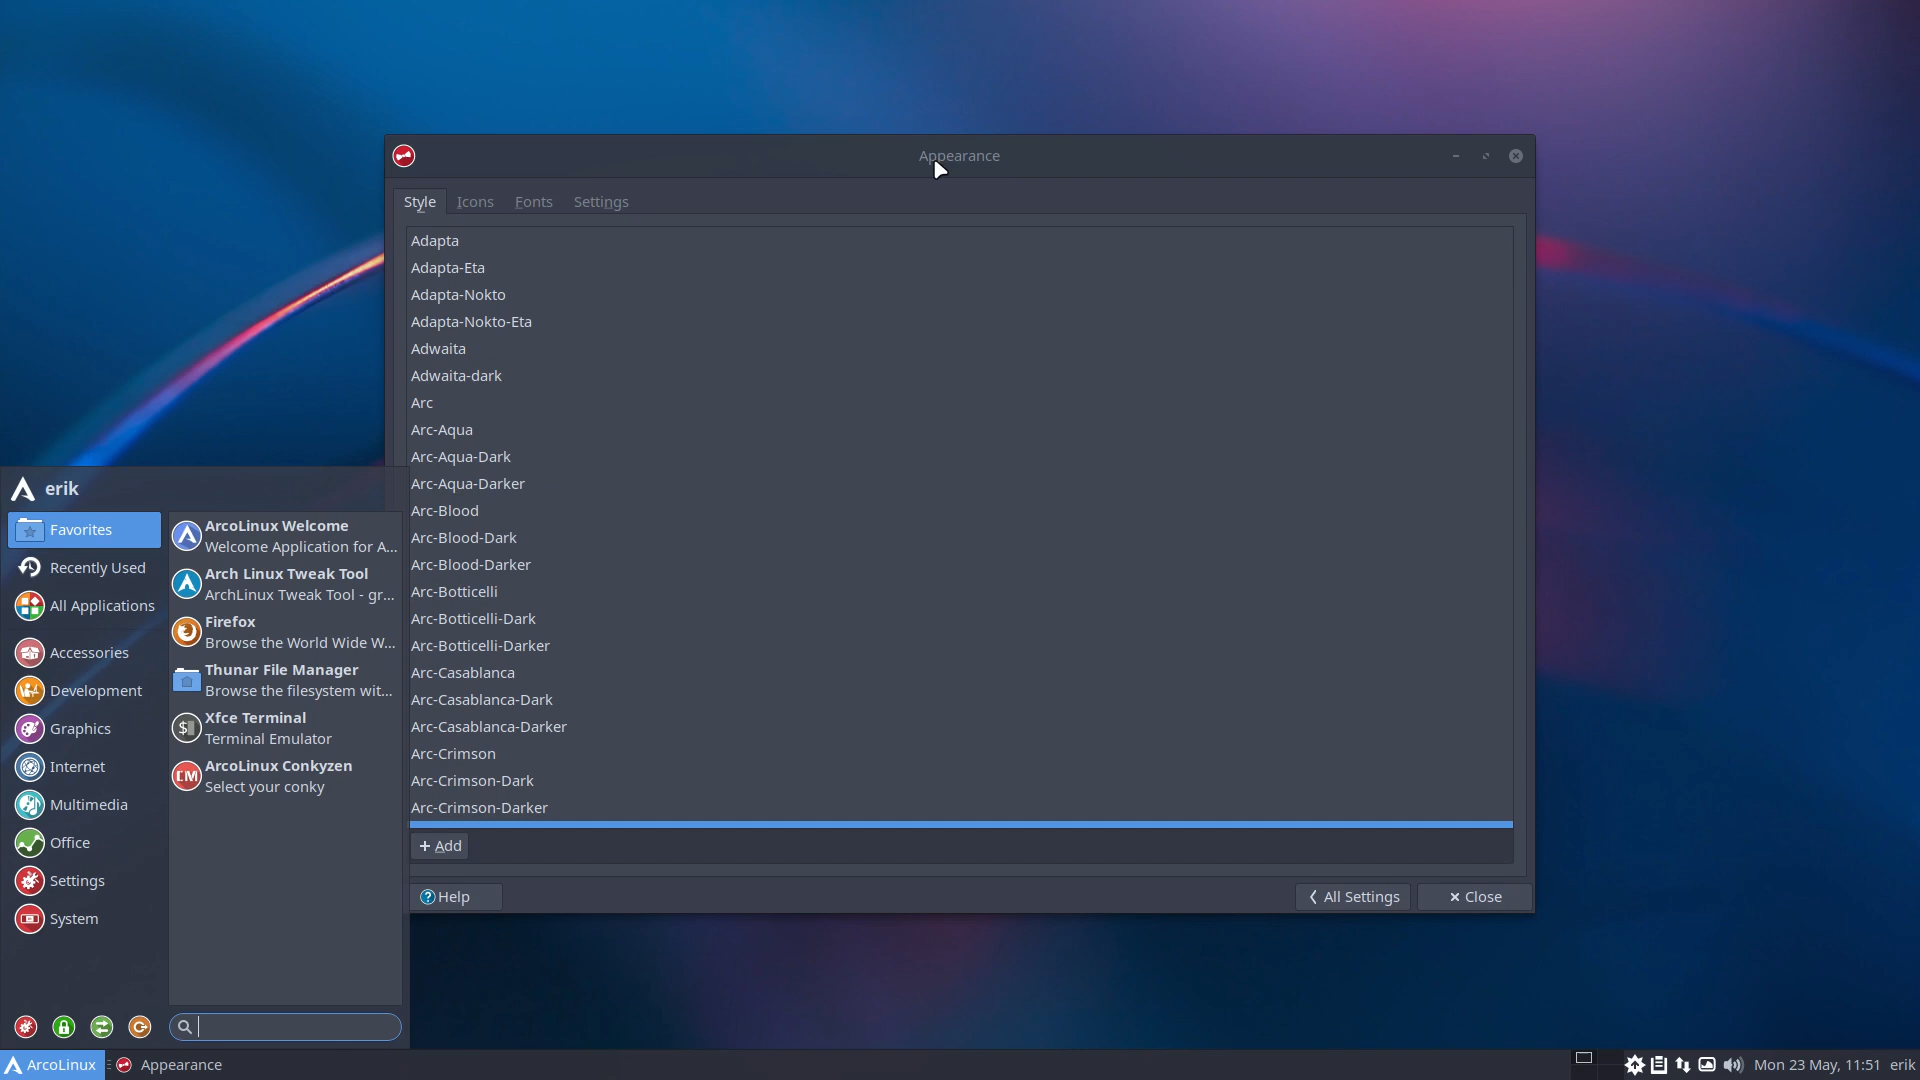 Appearance
Style Icons Fonts Settings
Adapta
Adapta-Eta
Adapta-Nokto
Adapta-Nokto-Eta
Adwaita
Adwaita-dark
Arc
Arc-Aqua
Arc-Aqua-Dark
Arc-Aqua-Darker
Arc-Blood
Arc-Blood-Dark
Arc-Blood-Darker
Arc-Botticelli
Arc-Botticelli-Dark
Arc-Botticelli-Darker
Arc-Casablanca
Arc-Casablanca-Dark
Arc-Casablanca-Darker
Arc-Crimson
Arc-Crimson-Dark
Arc-Crimson-Darker
+ Add
Help
All Settings
Close
erik
Favorites
Recently Used
All Applications
Accessories
Development
Graphics
Internet
Multimedia
Office
Settings
System
ArcoLinux Welcome
Welcome Application for A...
Arch Linux Tweak Tool
ArchLinux Tweak Tool - gr...
Firefox
Browse the World Wide W...
Thunar File Manager
Browse the filesystem wit...
$
Xfce Terminal
Terminal Emulator
CM
ArcoLinux Conkyzen
Select your conky
ArcoLinux
Appearance
Mon 23 May, 11:51 erik